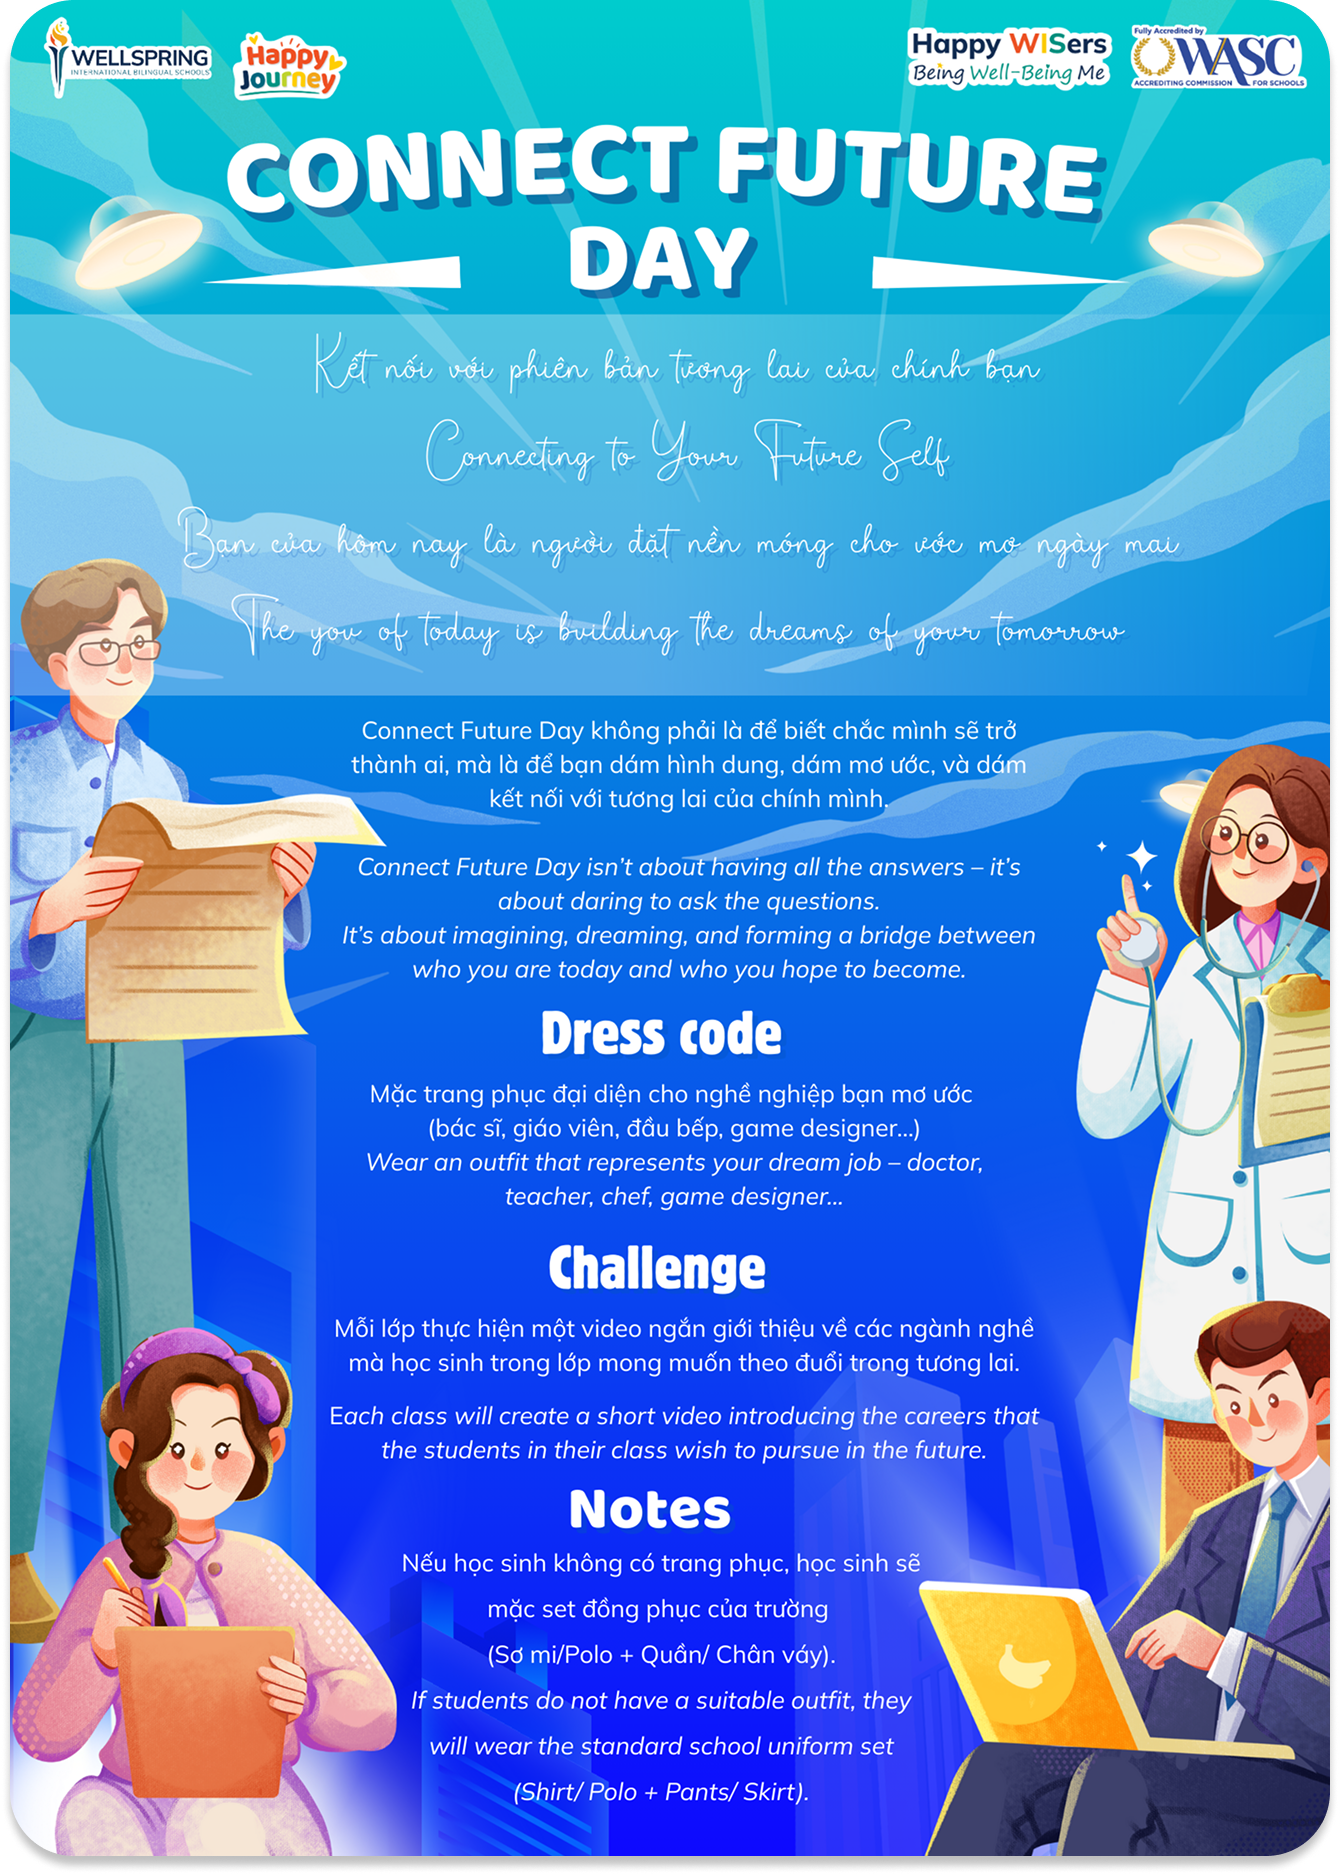 WELLSPRING
INTERNATIONAL BILINGUAL SCHOOLS
Happy
Journey
Happy WISers
Being Well-Being Me
Fully Accredited by
WASC
ACCREDITING COMMISSION FOR SCHOOLS
CONNECT FUTURE
DAY
Kết nối với phiên bản tương lai của chính bạn
Connecting to Your Future Self
Bạn của hôm nay là người đặt nền móng cho ước mơ ngày mai
The you of today is building the dreams of your tomorrow
Connect Future Day không phải là để biết chắc mình sẽ trở
thành ai, mà là để bạn dám hình dung, dám mơ ước, và dám
kết nối với tương lai của chính mình.
Connect Future Day isn't about having all the answers – it's
about daring to ask the questions.
It's about imagining, dreaming, and forming a bridge between
who you are today and who you hope to become.
Dress code
Mặc trang phục đại diện cho nghề nghiệp bạn mơ ước
(bác sĩ, giáo viên, đầu bếp, game designer...)
Wear an outfit that represents your dream job – doctor,
teacher, chef, game designer...
Challenge
Mỗi lớp thực hiện một video ngắn giới thiệu về các ngành nghề
mà học sinh trong lớp mong muốn theo đuổi trong tương lai.
Each class will create a short video introducing the careers that
the students in their class wish to pursue in the future.
Notes
Nếu học sinh không có trang phục, học sinh sẽ
mặc set đồng phục của trường
(Sơ mi/Polo + Quần/ Chân váy).
If students do not have a suitable outfit, they
will wear the standard school uniform set
(Shirt/ Polo + Pants/ Skirt).